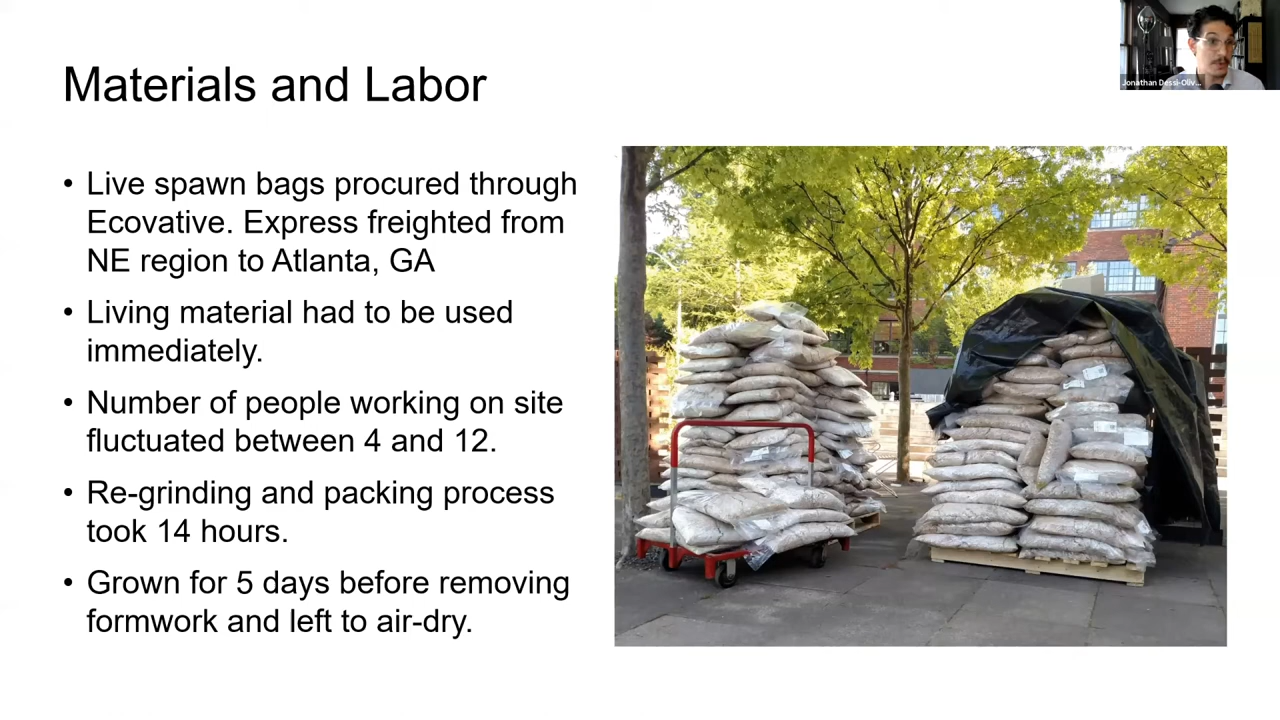 Jonathan Dessi-Oliv...
Materials and Labor
• Live spawn bags procured through
Ecovative. Express freighted from
NE region to Atlanta, GA
• Living material had to be used
immediately.
• Number of people working on site
fluctuated between 4 and 12.
• Re-grinding and packing process
took 14 hours.
• Grown for 5 days before removing
formwork and left to air-dry.